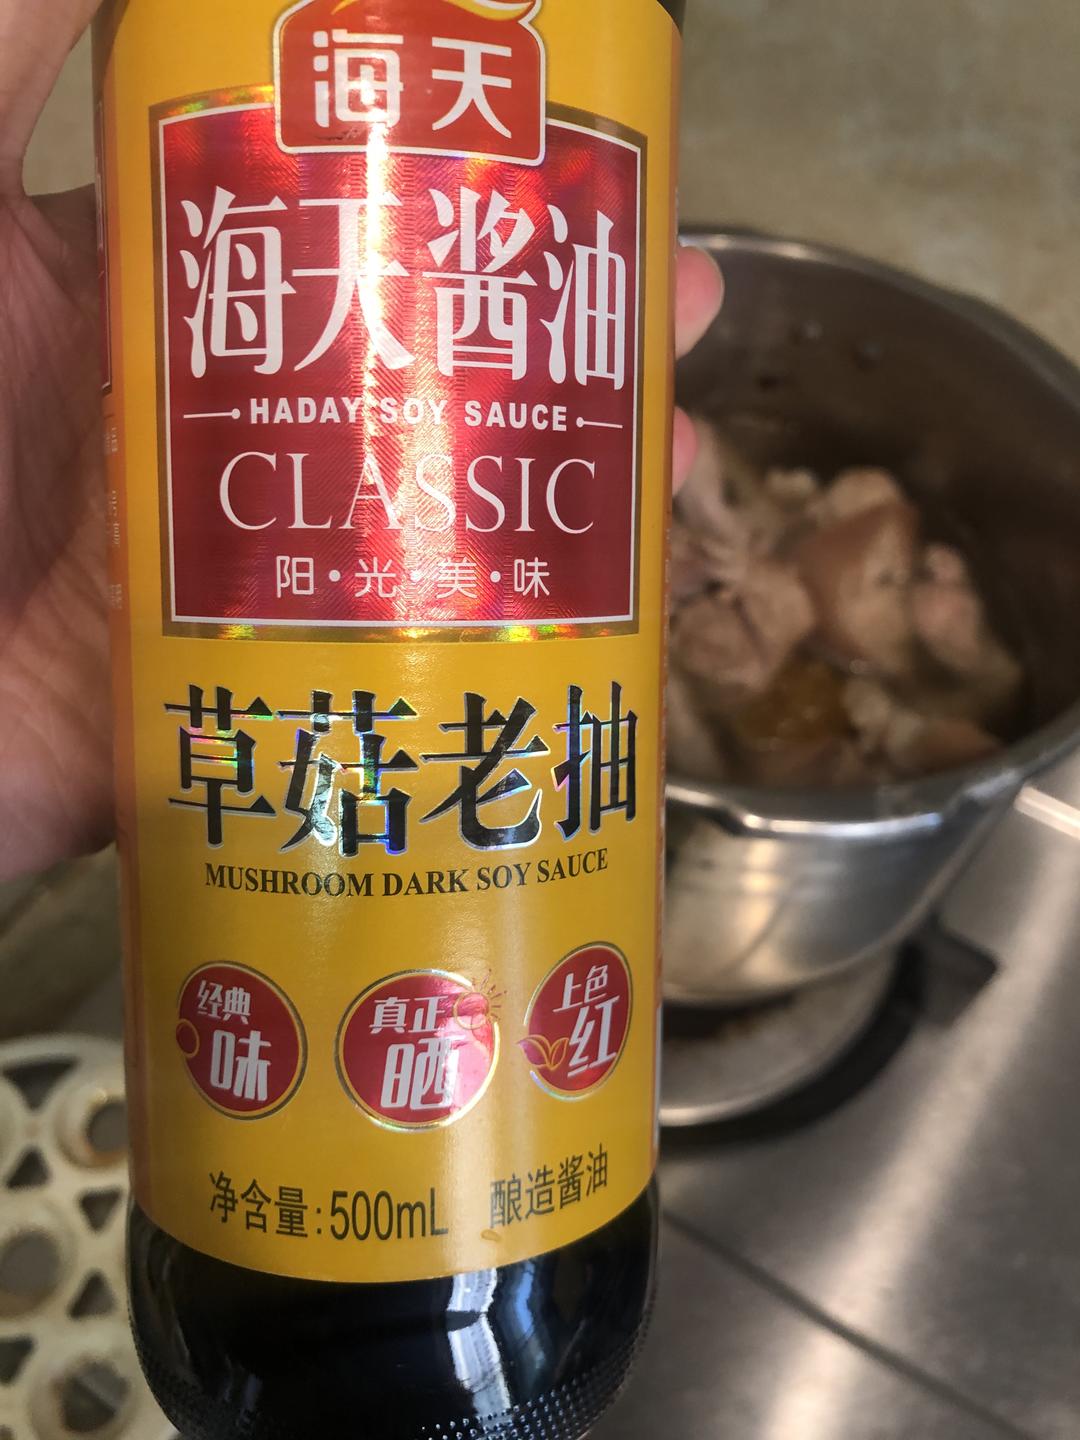 海天
海天酱油
HADAY SOY SAUCE
CLASSIC
阳·光·美·味
草菇老抽
MUSHROOM DARK SOY SAUCE
经典
味
真正
晒
上色
红
净含量:500mL 酿造酱油